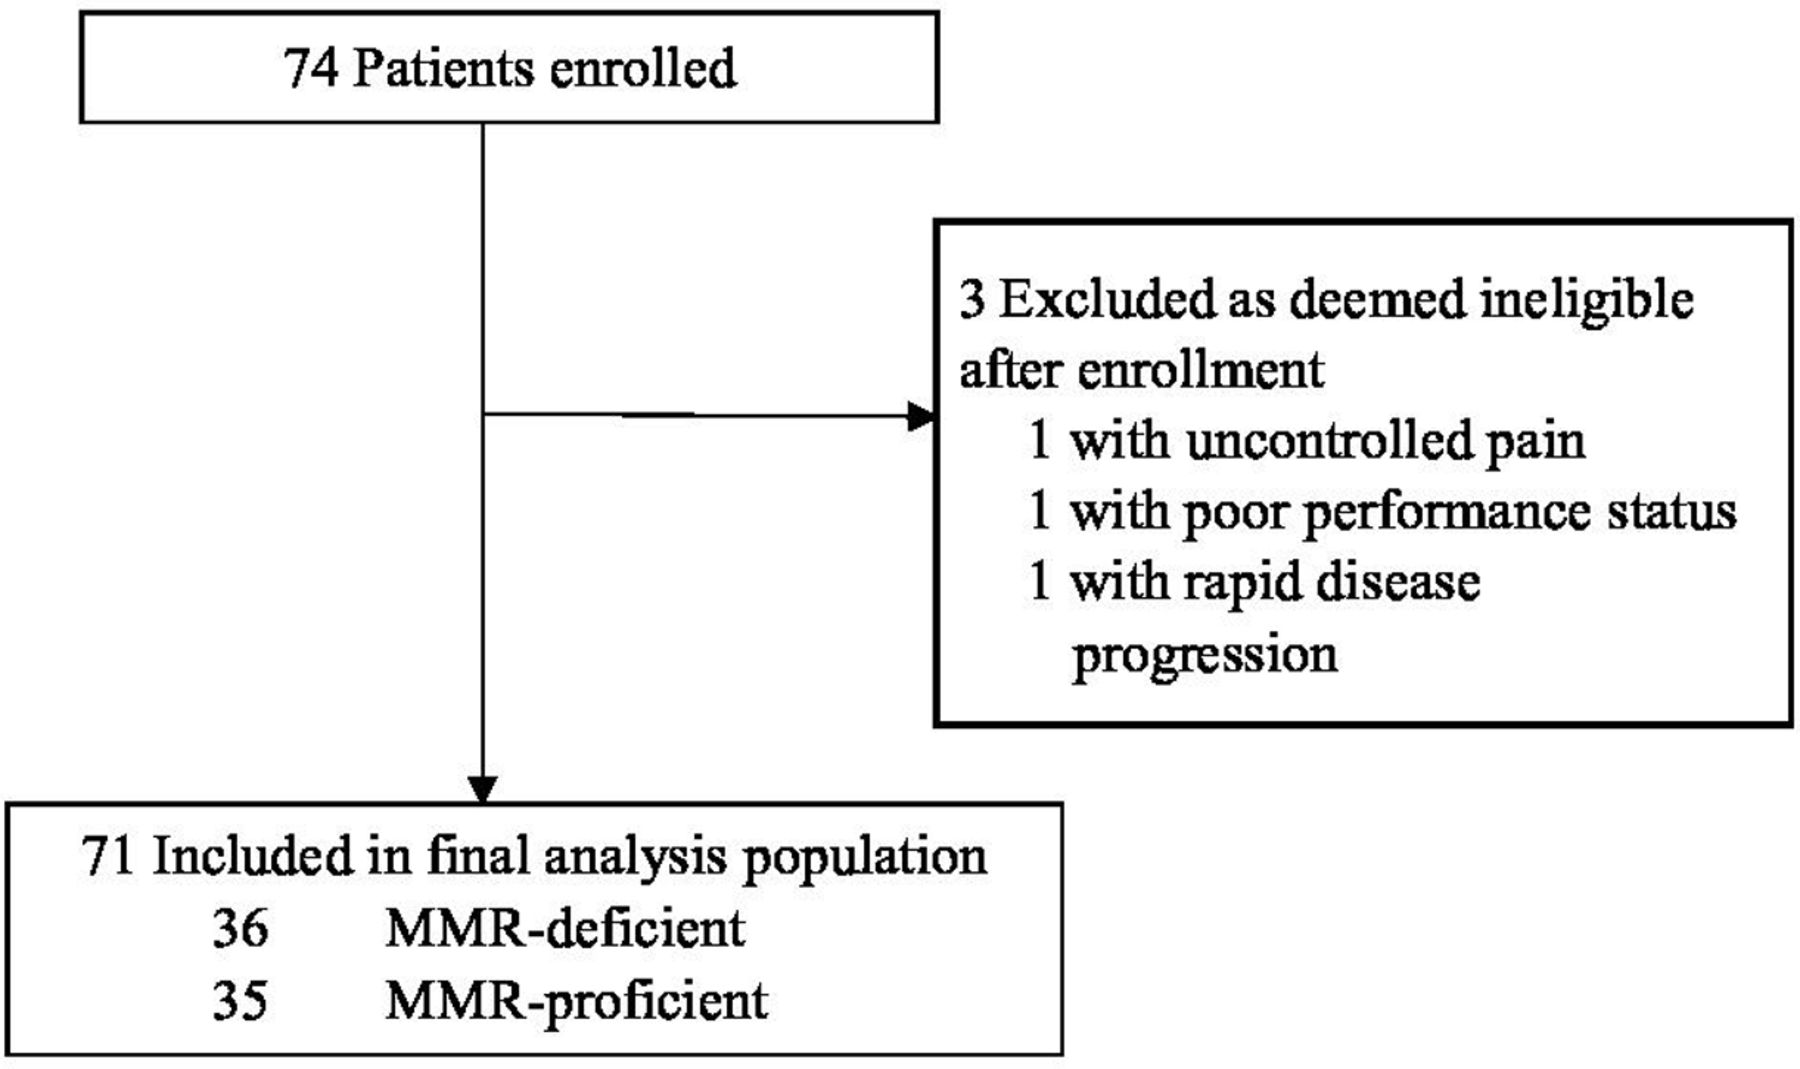 74 Patients enrolled
3 Excluded as deemed ineligible
after enrollment
1 with uncontrolled pain
1 with poor performance status
1 with rapid disease
progression
71 Included in final analysis population
36 MMR-deficient
35 MMR-proficient